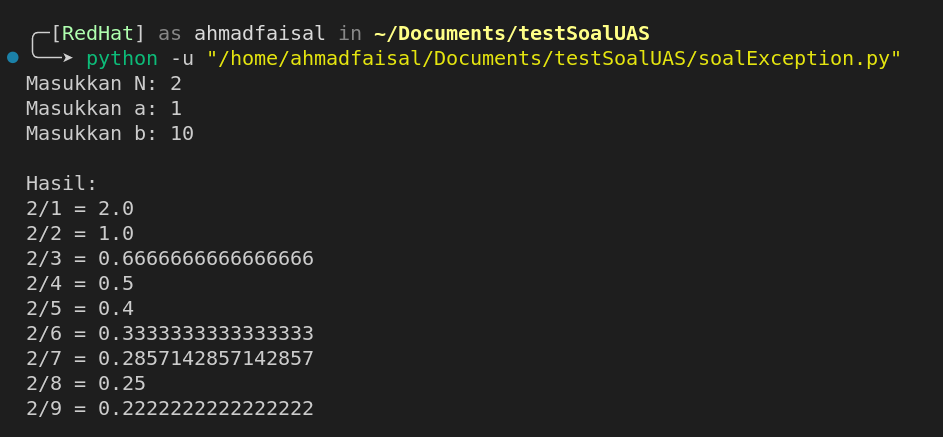 [RedHat] as ahmadfaisal in ~/Documents/testSoalUAS
python -u "/home/ahmadfaisal/Documents/testSoalUAS/soalException.py"
Masukkan N: 2
Masukkan a: 1
Masukkan b: 10
Hasil:
2/1 = 2.0
2/2 = 1.0
2/3 = 0.6666666666666666
2/4 = 0.5
2/5 = 0.4
2/6 = 0.3333333333333333
2/7 = 0.2857142857142857
2/8 = 0.25
2/9 = 0.2222222222222222